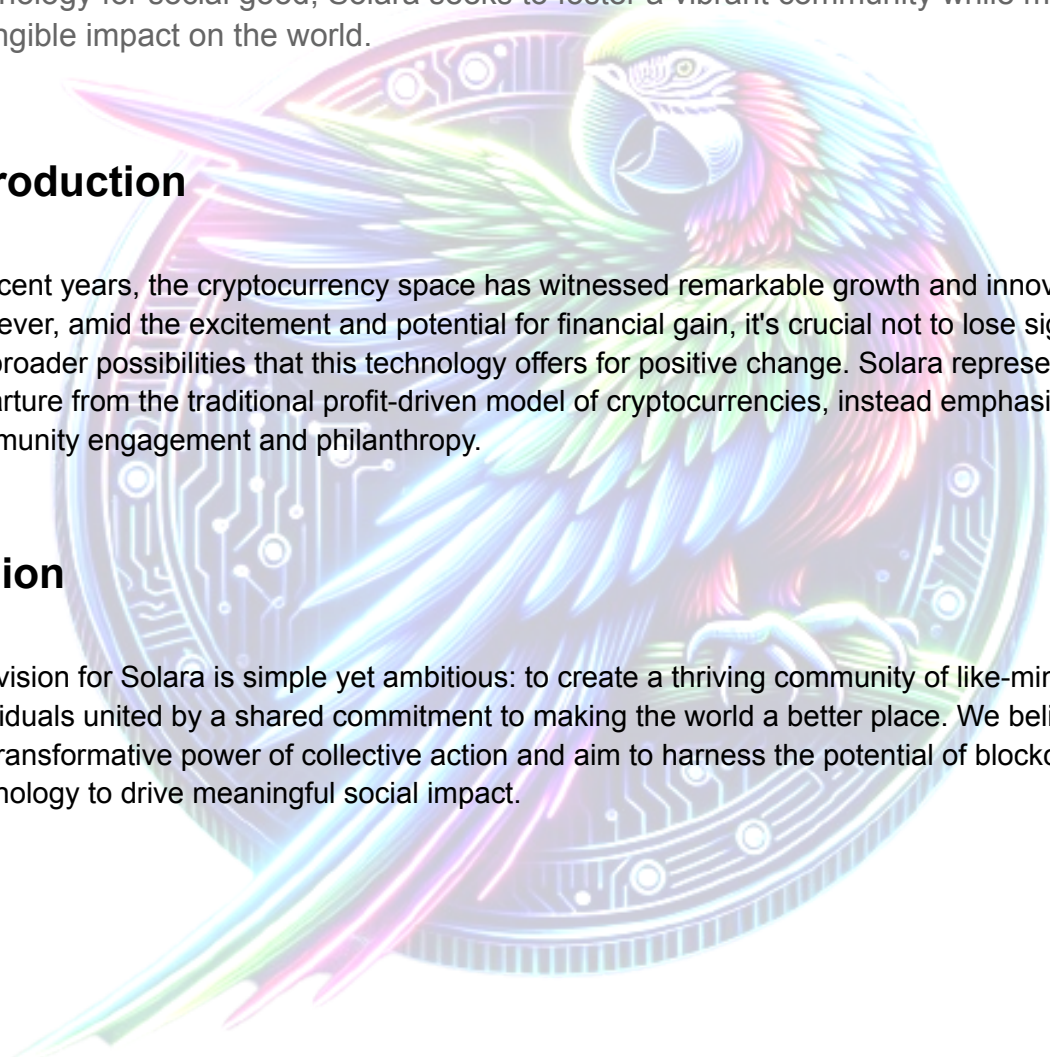 nology for social good, Solara seeks to foster a vibrant community while m
ngible impact on the world.
roduction
cent years, the cryptocurrency space has witnessed remarkable growth and innov
ever, amid the excitement and potential for financial gain, it's crucial not to lose sig
broader possibilities that this technology offers for positive change. Solara represe
arture from the traditional profit-driven model of cryptocurrencies, instead emphasi
munity engagement and philanthropy.
ion
vision for Solara is simple yet ambitious: to create a thriving community of like-min
iduals united by a shared commitment to making the world a better place. We beli
transformative power of collective action and aim to harness the potential of blockc
nology to drive meaningful social impact.